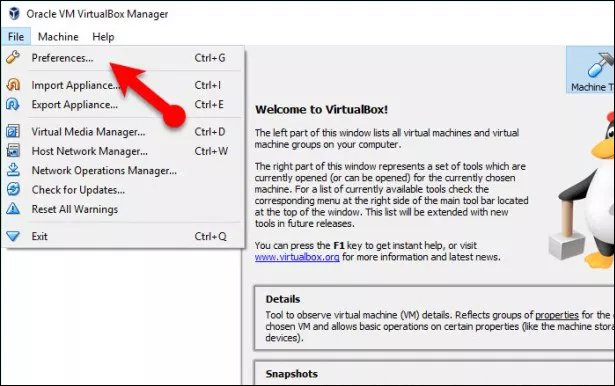 Oracle VM VirtualBox Manager
File Machine Help
Preferences... Ctrl+G
Import Appliance... Ctrl+I
Export Appliance... Ctrl+E
Virtual Media Manager... Ctrl+D
Host Network Manager... Ctrl+W
Network Operations Manager...
Check for Updates...
Reset All Warnings
Exit Ctrl+Q
Machine T
Welcome to VirtualBox!
The left part of this window lists all virtual machines and virtual
machine groups on your computer.
The right part of this window represents a set of tools which are
currently opened (or can be opened) for the currently chosen
machine. For a list of currently available tools check the
corresponding menu at the right side of the main tool bar located
at the top of the window. This list will be extended with new
tools in future releases.
You can press the F1 key to get instant help, or visit
www.virtualbox.org for more information and latest news.
Details
Tool to observe virtual machine (VM) details. Reflects groups of properties for the
chosen VM and allows basic operations on certain properties (like the machine stora
devices).
Snapshots